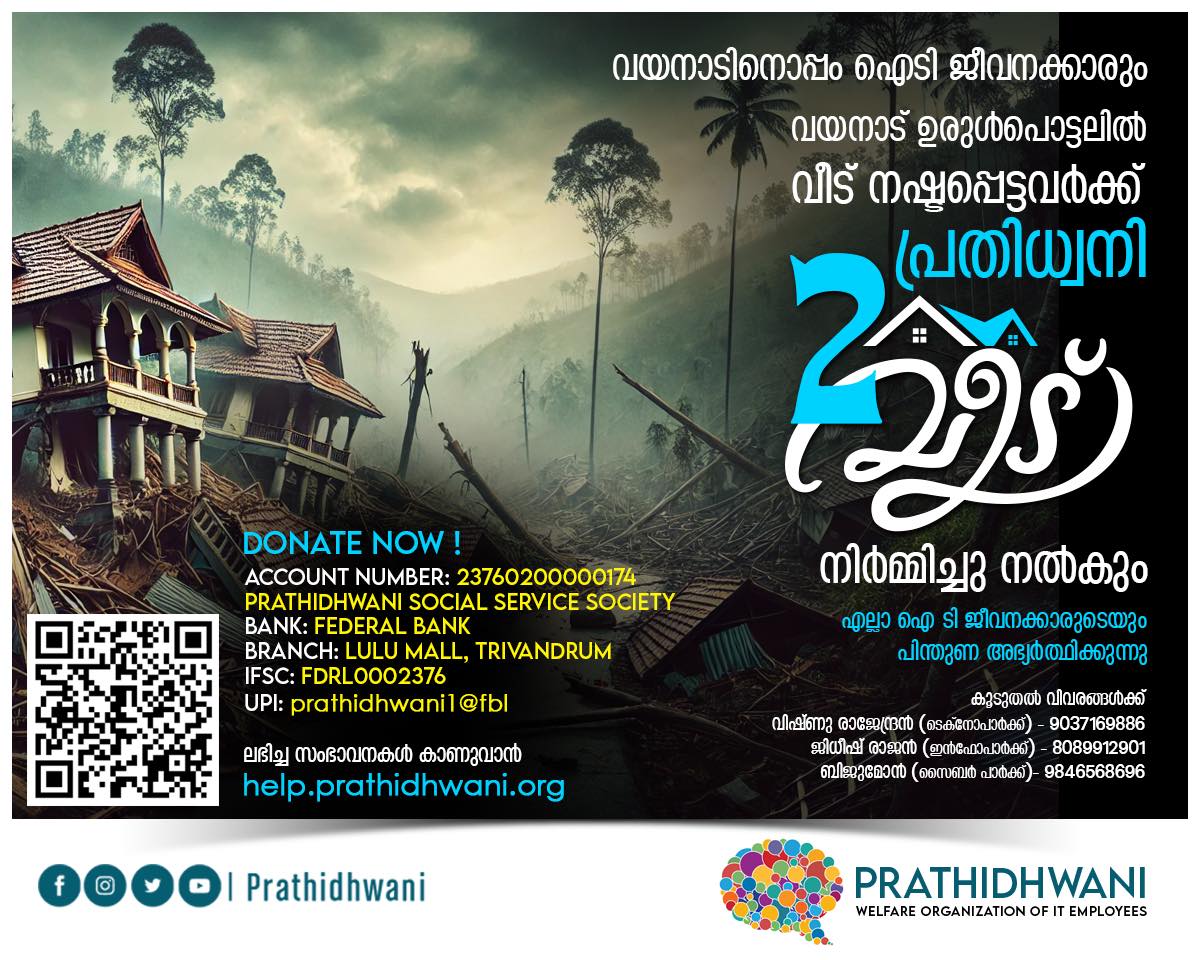 വയനാടിനൊപ്പം ഐടി ജീവനക്കാരും
വയനാട് ഉരുൾപൊട്ടലിൽ
വീട് നഷ്ടപ്പെട്ടവർക്ക്
പ്രതിധ്വനി
2 വീട്
നിർമ്മിച്ചു നൽകും
എല്ലാ ഐ ടി ജീവനക്കാരുടെയും
പിന്തുണ അഭ്യർത്ഥിക്കുന്നു
കൂടുതൽ വിവരങ്ങൾക്ക്
വിഷ്ണു രാജേന്ദ്രൻ (ടെക്നോപാർക്ക്) - 9037169886
ജിധീഷ് രാജൻ (ഇൻഫോപാർക്ക്) - 8089912901
ബിജുമോൻ (സൈബർ പാർക്ക്)- 9846568696
DONATE NOW !
ACCOUNT NUMBER: 23760200000174
PRATHIDHWANI SOCIAL SERVICE SOCIETY
BANK: FEDERAL BANK
BRANCH: LULU MALL, TRIVANDRUM
IFSC: FDRL0002376
UPI: prathidhwani1@fbl
ലഭിച്ച സംഭാവനകൾ കാണുവാൻ
help.prathidhwani.org
| Prathidhwani
PRATHIDHWANI
WELFARE ORGANIZATION OF IT EMPLOYEES